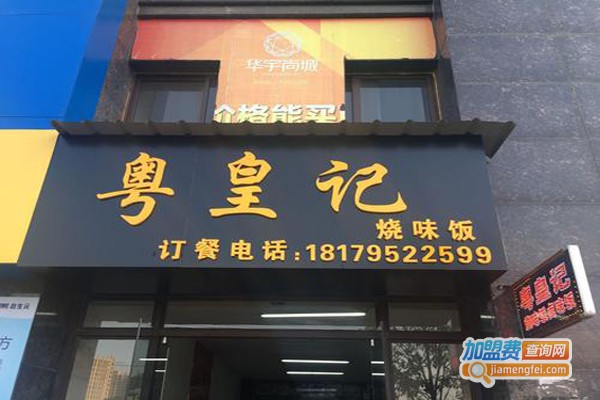 华宇尚城
价格能买
粤皇记
烧味饭
订餐电话:18179522599
粤皇记
方
加盟费查询网
jiamengfei.com